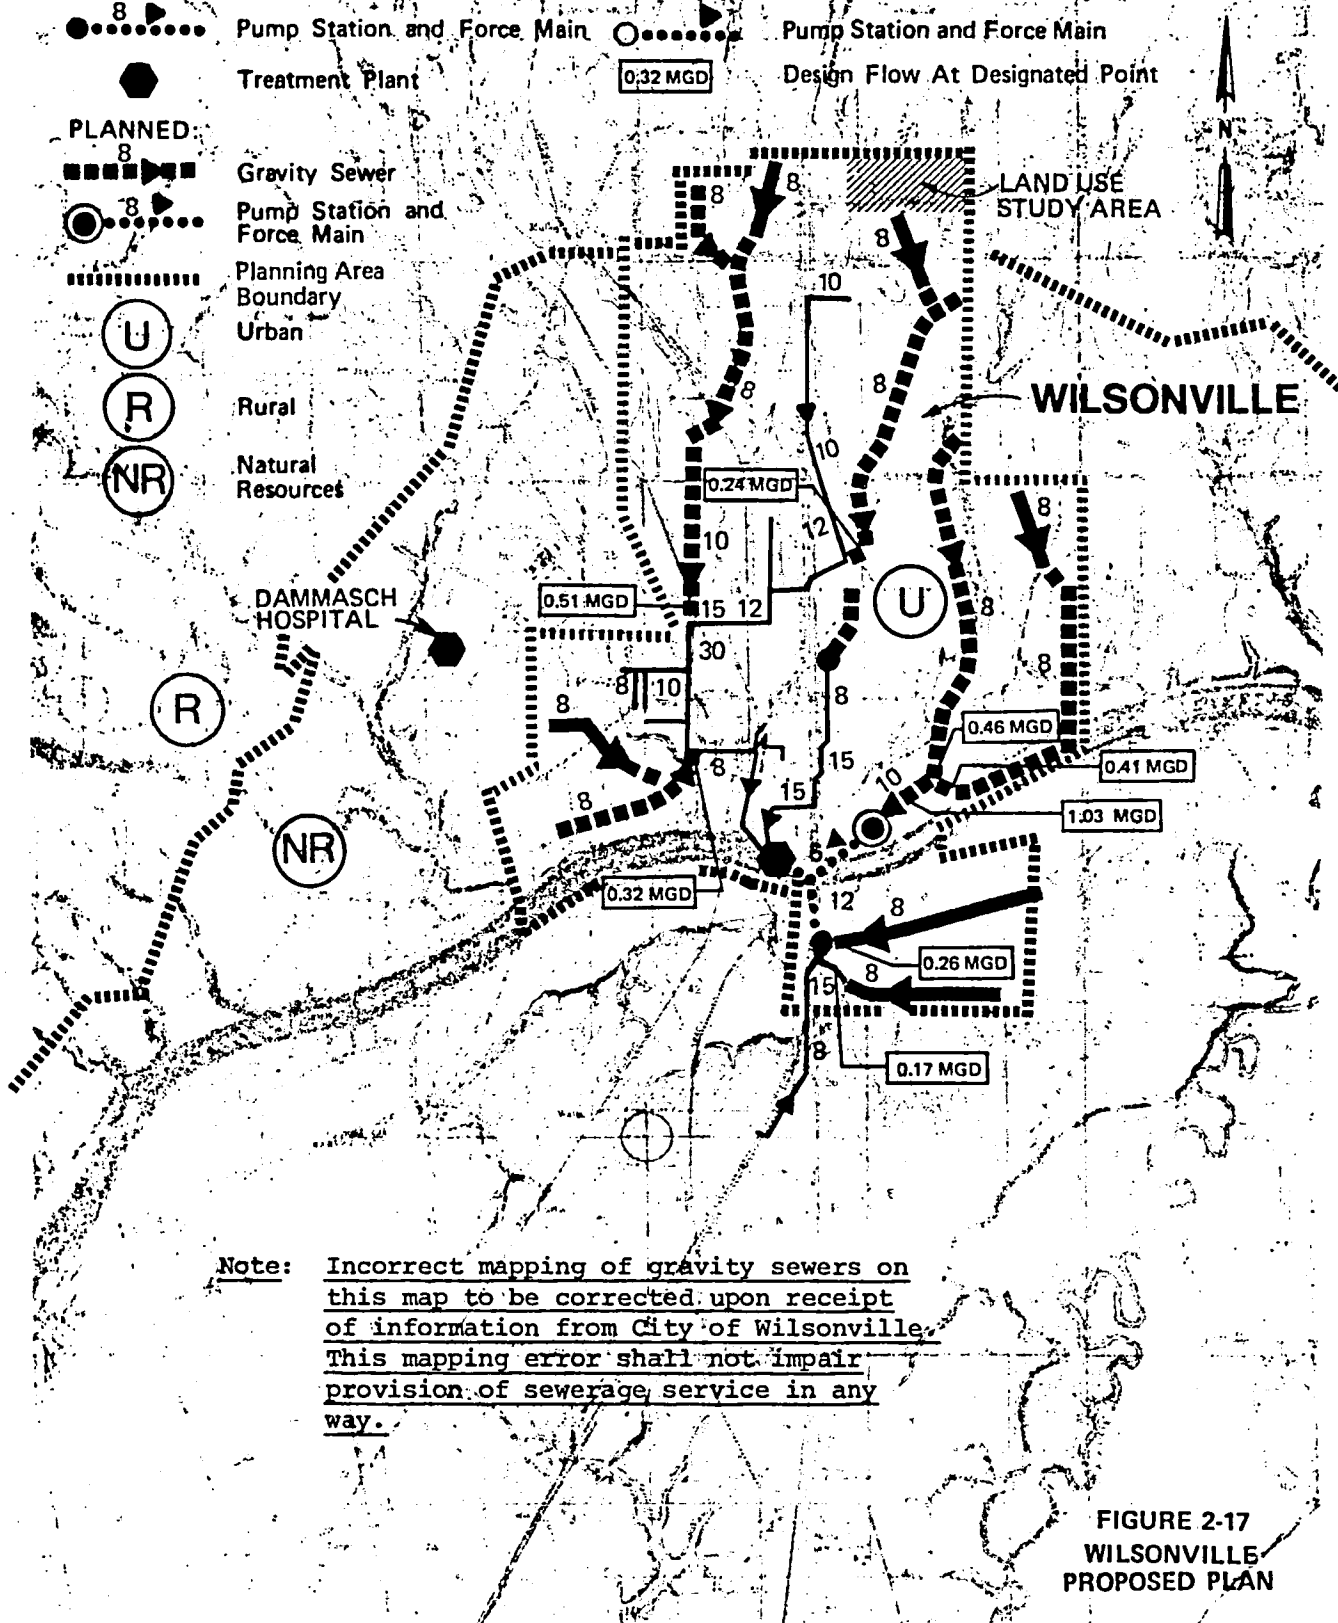 8
Pump Station and Force Main
Pump Station and Force Main
Treatment Plant
0.32 MGD
Design Flow At Designated Point
N
PLANNED:
8
Gravity Sewer
8
Pump Station and
Force Main
Planning Area
Boundary
U
Urban
R
Rural
NR
Natural
Resources
LAND USE
STUDY AREA
8
8
8
10
8
8
WILSONVILLE
10
0.24 MGD
8
12
10
0.51 MGD
15
12
U
8
DAMMASCH
HOSPITAL
30
8
8
10
8
R
8
0.46 MGD
8
15
0.41 MGD
10
15
8
1.03 MGD
NR
6
0.32 MGD
12
8
0.26 MGD
8
15
8
0.17 MGD
Note:
Incorrect mapping of gravity sewers on
this map to be corrected upon receipt
of information from City of Wilsonville.
This mapping error shall not impair
provision of sewerage service in any
way.
FIGURE 2-17
WILSONVILLE
PROPOSED PLAN